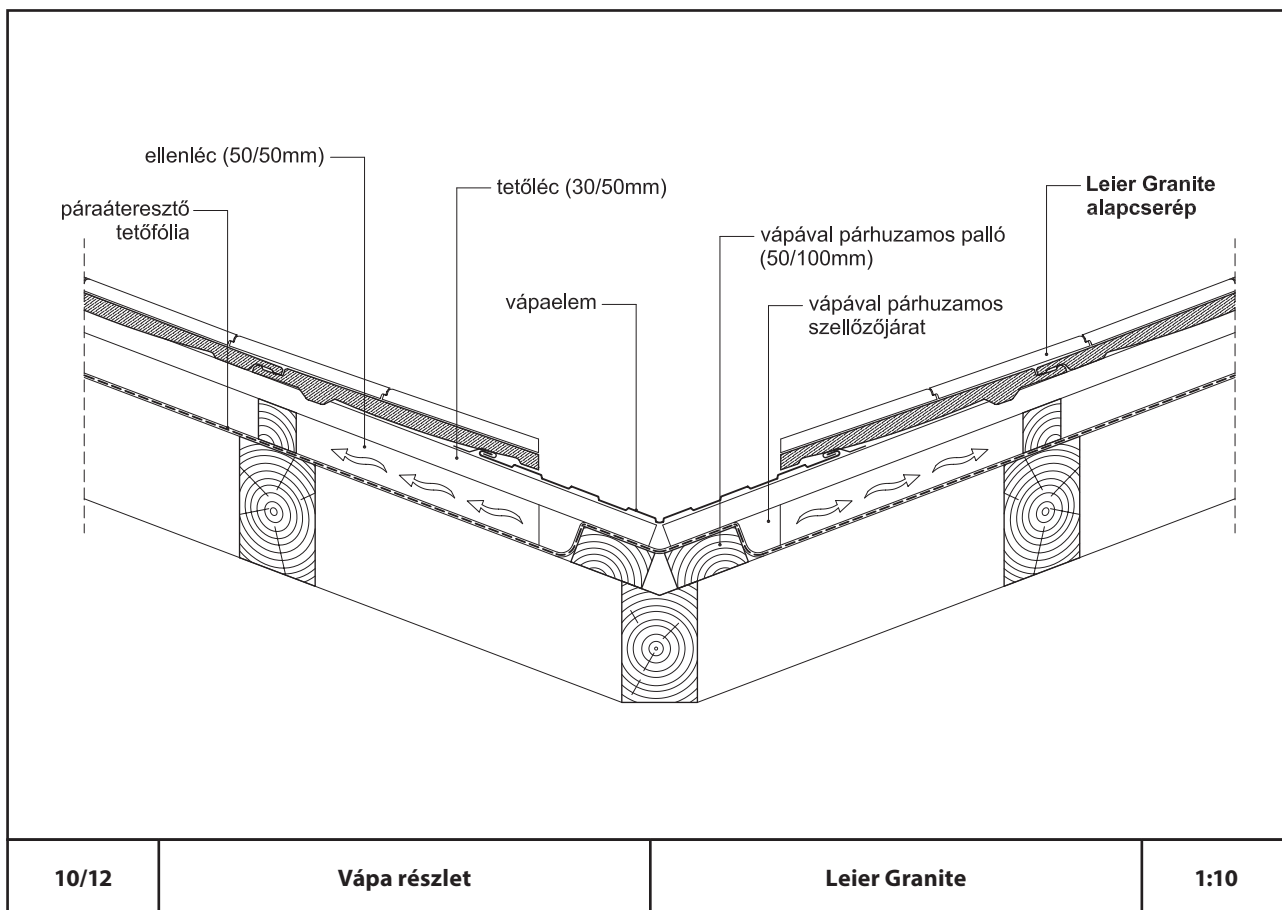 ellenléc (50/50mm)
tetőléc (30/50mm)
Leier Granite
alapcserép
páraáteresztő
tetőfólia
vápával párhuzamos palló
(50/100mm)
vápaelem
vápával párhuzamos
szellőzőjárat
10/12
Vápa részlet
Leier Granite
1:10